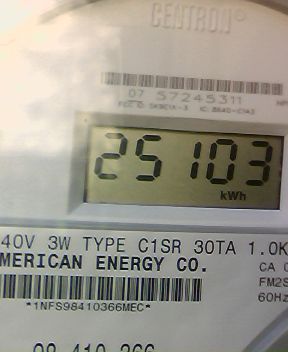 CENTRON
07 57245311
25103
kWh
40V 3W TYPE C1SR 30TA 1.0K
MERICAN ENERGY CO.
CA 0
FM2S
60Hz
*1NFS98410366MEC*